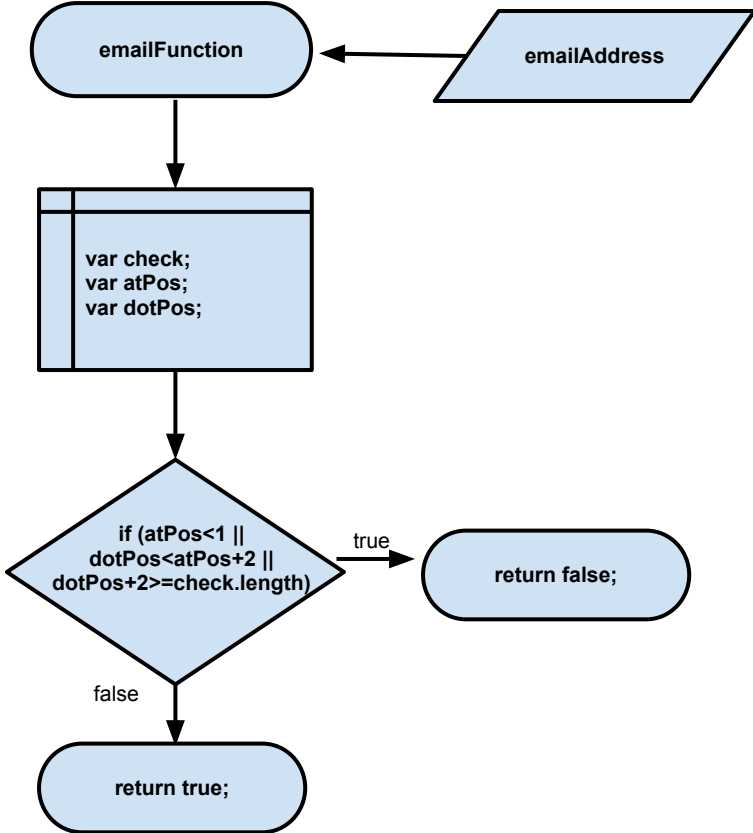 emailFunction
emailAddress
var check;
var atPos;
var dotPos;
if (atPos<1 ||
dotPos<atPos+2 ||
dotPos+2>=check.length)
true
return false;
false
return true;